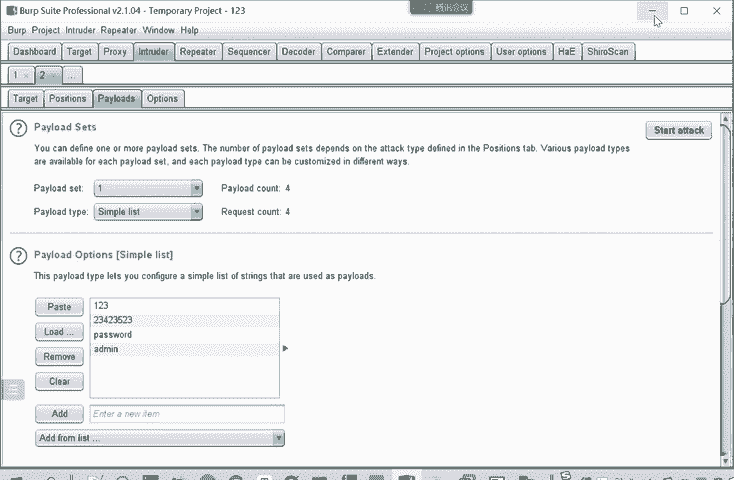 Burp Suite Professional v2.1.04 - Temporary Project - 123
Burp Project Intruder Repeater Window Help
Dashboard Target Proxy Intruder Repeater Sequencer Decoder Comparer Extender Project options User options HaE ShiroScan
1 × 2 × ...
Target Positions Payloads Options
? Payload Sets
Start attack
You can define one or more payload sets. The number of payload sets depends on the attack type defined in the Positions tab. Various payload types
are available for each payload set, and each payload type can be customized in different ways.
Payload set: 1 Payload count: 4
Payload type: Simple list Request count: 4
? Payload Options [Simple list]
This payload type lets you configure a simple list of strings that are used as payloads.
Paste
Load ...
Remove
Clear
123
23423523
password
admin
Add Enter a new item
Add from list ...